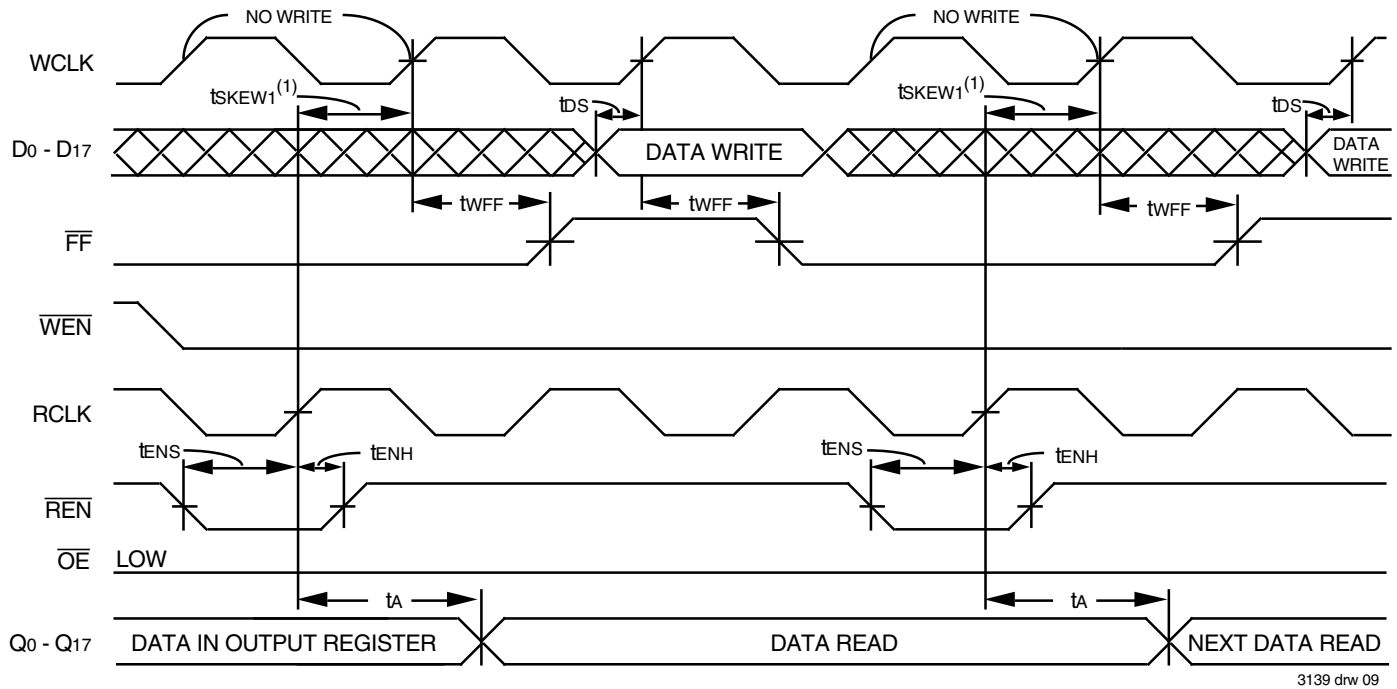 NO WRITE NO WRITE
WCLK
tSKEW1(1) tDS tSKEW1(1) tDS
D0 - D17 DATA WRITE DATA
WRITE
tWFF tWFF tWFF
FF
WEN
RCLK
tENS tENH tENS tENH
REN
OE LOW
tA tA
Q0 - Q17 DATA IN OUTPUT REGISTER DATA READ NEXT DATA READ
3139 drw 09